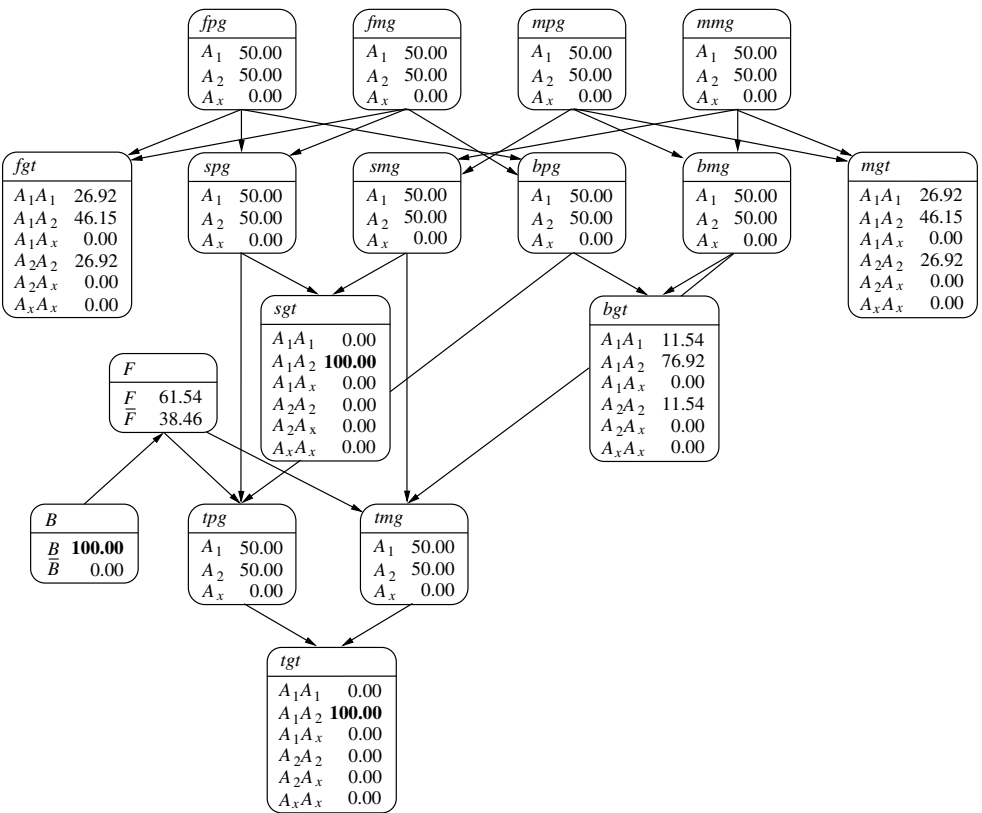 fpg
A1 50.00
A2 50.00
Ax 0.00
fmg
A1 50.00
A2 50.00
Ax 0.00
mpg
A1 50.00
A2 50.00
Ax 0.00
mmg
A1 50.00
A2 50.00
Ax 0.00
fgt
A1A1 26.92
A1A2 46.15
A1Ax 0.00
A2A2 26.92
A2Ax 0.00
AxAx 0.00
spg
A1 50.00
A2 50.00
Ax 0.00
smg
A1 50.00
A2 50.00
Ax 0.00
bpg
A1 50.00
A2 50.00
Ax 0.00
bmg
A1 50.00
A2 50.00
Ax 0.00
mgt
A1A1 26.92
A1A2 46.15
A1Ax 0.00
A2A2 26.92
A2Ax 0.00
AxAx 0.00
sgt
A1A1 0.00
A1A2 100.00
A1Ax 0.00
A2A2 0.00
A2Ax 0.00
AxAx 0.00
bgt
A1A1 11.54
A1A2 76.92
A1Ax 0.00
A2A2 11.54
A2Ax 0.00
AxAx 0.00
F
F 61.54
F̅ 38.46
B
B 100.00
B̅ 0.00
tpg
A1 50.00
A2 50.00
Ax 0.00
tmg
A1 50.00
A2 50.00
Ax 0.00
tgt
A1A1 0.00
A1A2 100.00
A1Ax 0.00
A2A2 0.00
A2Ax 0.00
AxAx 0.00